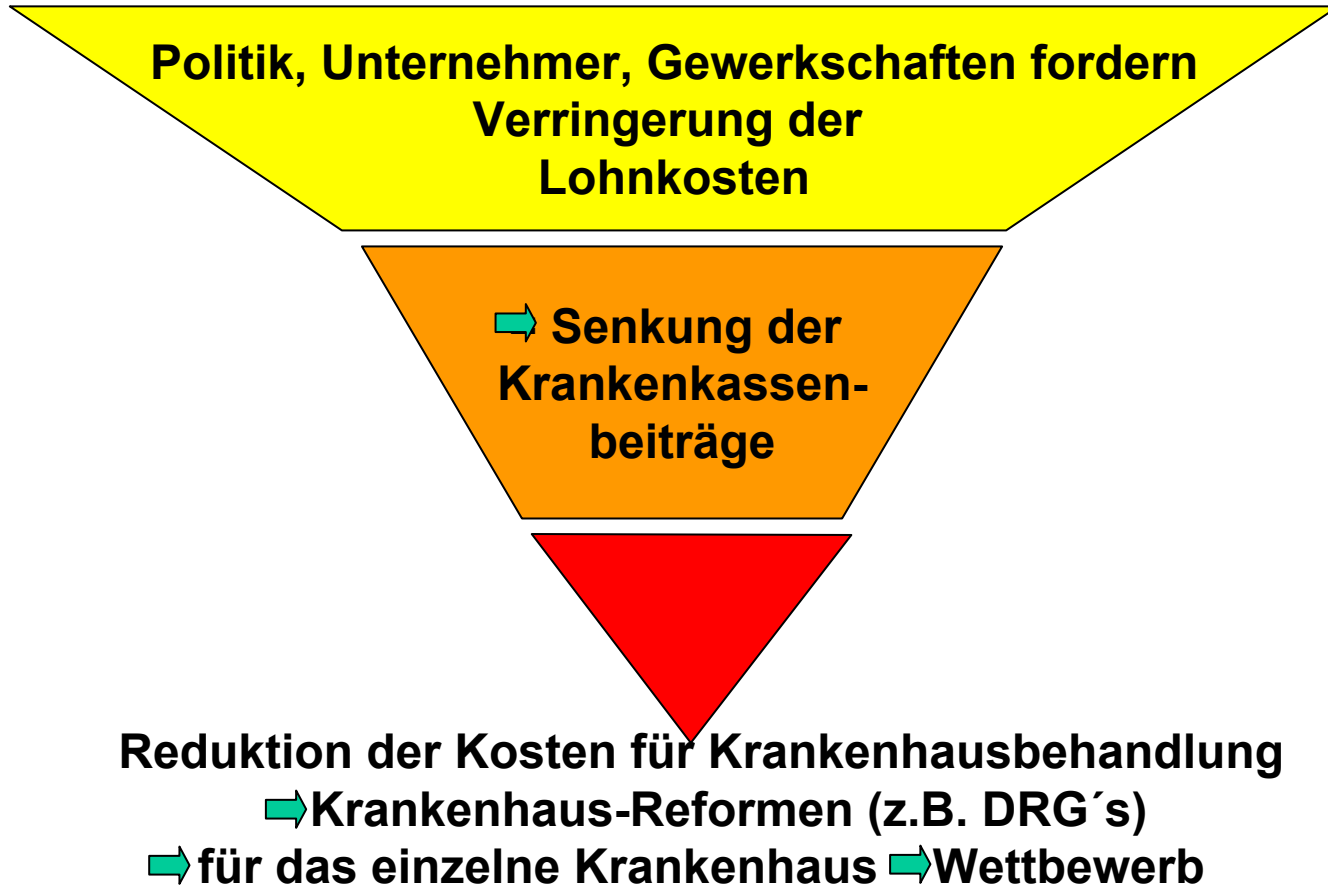 Politik, Unternehmer, Gewerkschaften fordern
Verringerung der
Lohnkosten
Senkung der
Krankenkassen-
beiträge
Reduktion der Kosten für Krankenhausbehandlung
Krankenhaus-Reformen (z.B. DRG´s)
für das einzelne Krankenhaus Wettbewerb